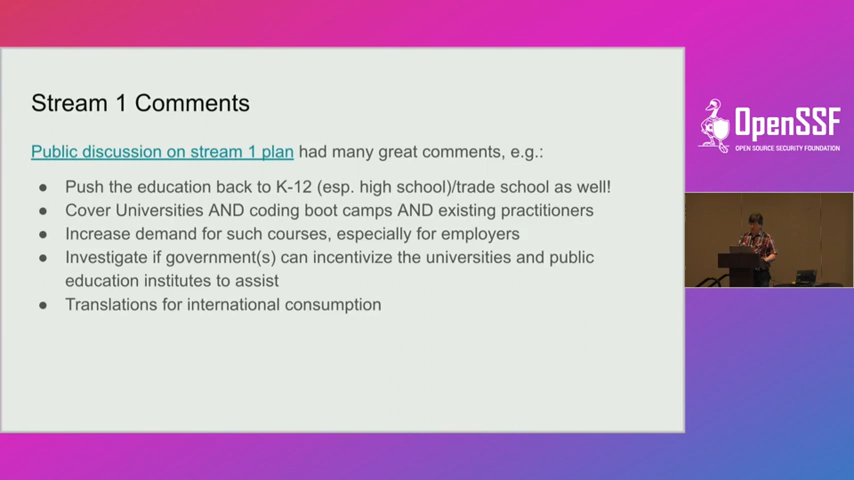 Stream 1 Comments
Public discussion on stream 1 plan had many great comments, e.g.:
● Push the education back to K-12 (esp. high school)/trade school as well!
● Cover Universities AND coding boot camps AND existing practitioners
● Increase demand for such courses, especially for employers
● Investigate if government(s) can incentivize the universities and public
education institutes to assist
● Translations for international consumption
OpenSSF
OPEN SOURCE SECURITY FOUNDATION